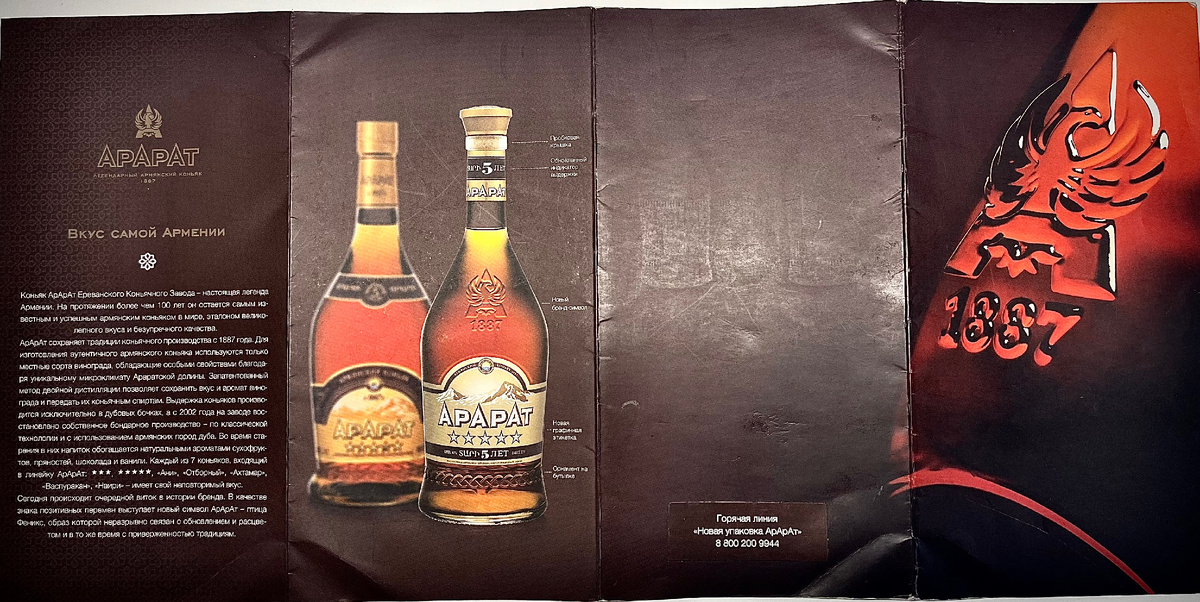 АРАРАТ
ЛЕГЕНДАРНЫЙ АРМЯНСКИЙ КОНЬЯК
1887
Вкус самой Армении
Коньяк АрАрАт Ереванского Коньячного Завода – настоящая легенда
Армении. На протяжении более чем 100 лет он остается самым из-
вестным и успешным армянским коньяком в мире, эталоном велико-
лепного вкуса и безупречного качества.
АрАрАт сохраняет традиции коньячного производства с 1887 года. Для
изготовления аутентичного армянского коньяка используются только
местные сорта винограда, обладающие особыми свойствами благода-
ря уникальному микроклимату Араратской долины. Запатентованный
метод двойной дистилляции позволяет сохранить вкус и аромат вино-
града и передать их коньячным спиртам. Выдержка коньяков произво-
дится исключительно в дубовых бочках, а с 2002 года на заводе вос-
становлено собственное бондарное производство – по классической
технологии и с использованием армянских пород дуба. Во время ста-
рения в них напиток обогащается натуральными ароматами сухофрук-
тов, пряностей, шоколада и ванили. Каждый из 7 коньяков, входящий
в линейку АрАрАт: ★★★, ★★★★★, «Ани», «Отборный», «Ахтамар»,
«Васпуракан», «Наири» – имеет свой неповторимый вкус.
Сегодня происходит очередной виток в истории бренда. В качестве
знака позитивных перемен выступает новый символ АрАрАт – птица
Феникс, образ которой неразрывно связан с обновлением и расцве-
том и в то же время с приверженностью традициям.
АРАРАТ
ՏԱՐԻ 5 ЛЕТ
АРАРАТ
1887
АРАРАТ
ՏԱՐԻ 5 ЛЕТ
Пробковая
крышка
Обновленный
индикатор
выдержки
Новый
бренд-символ
Новая
графичная
этикетка
Орнамент на
бутылке
Горячая линия
«Новая упаковка АрАрАт»
8 800 200 9944
1887